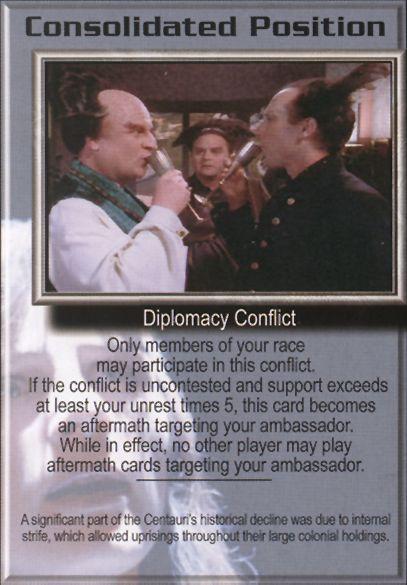 Consolidated Position
Diplomacy Conflict
Only members of your race
may participate in this conflict.
If the conflict is uncontested and support exceeds
at least your unrest times 5, this card becomes
an aftermath targeting your ambassador.
While in effect, no other player may play
aftermath cards targeting your ambassador.
A significant part of the Centauri's historical decline was due to internal
strife, which allowed uprisings throughout their large colonial holdings.